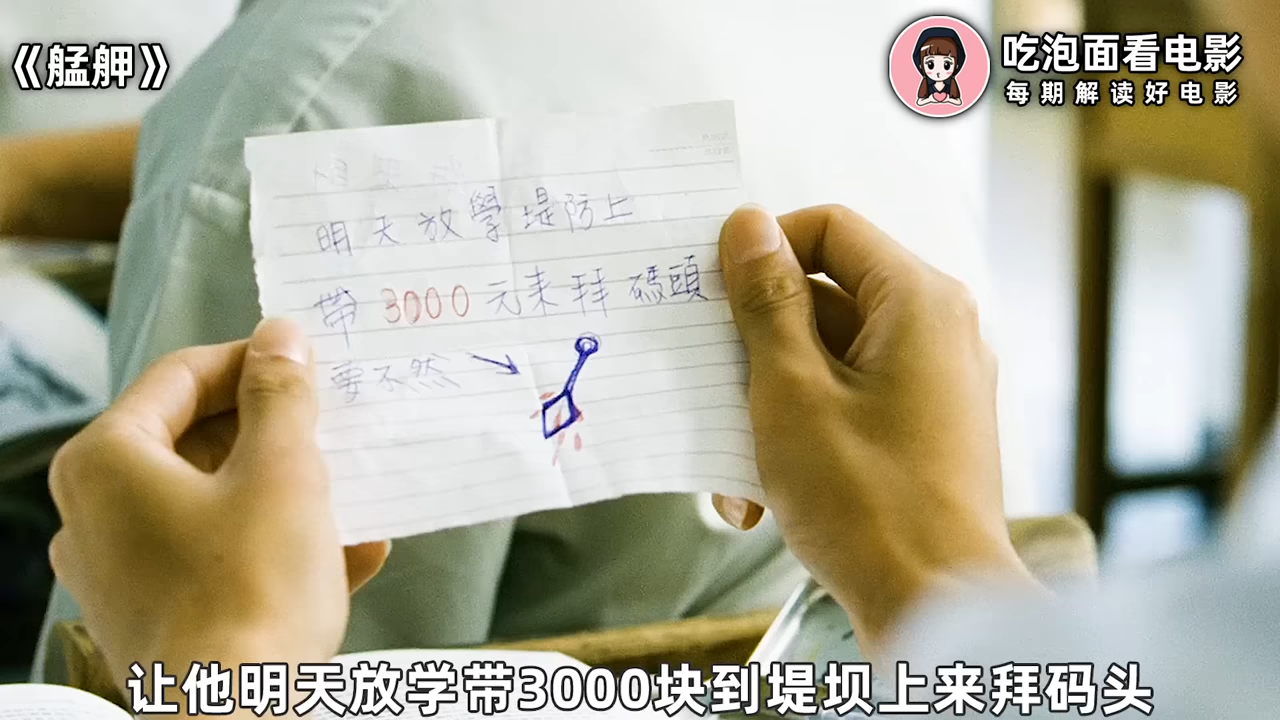 《艋舺》
吃泡面看电影
每期解读好电影
明天放學堤防上
帶3000元來拜碼頭
要不然
让他明天放学带3000块到堤坝上来拜码头